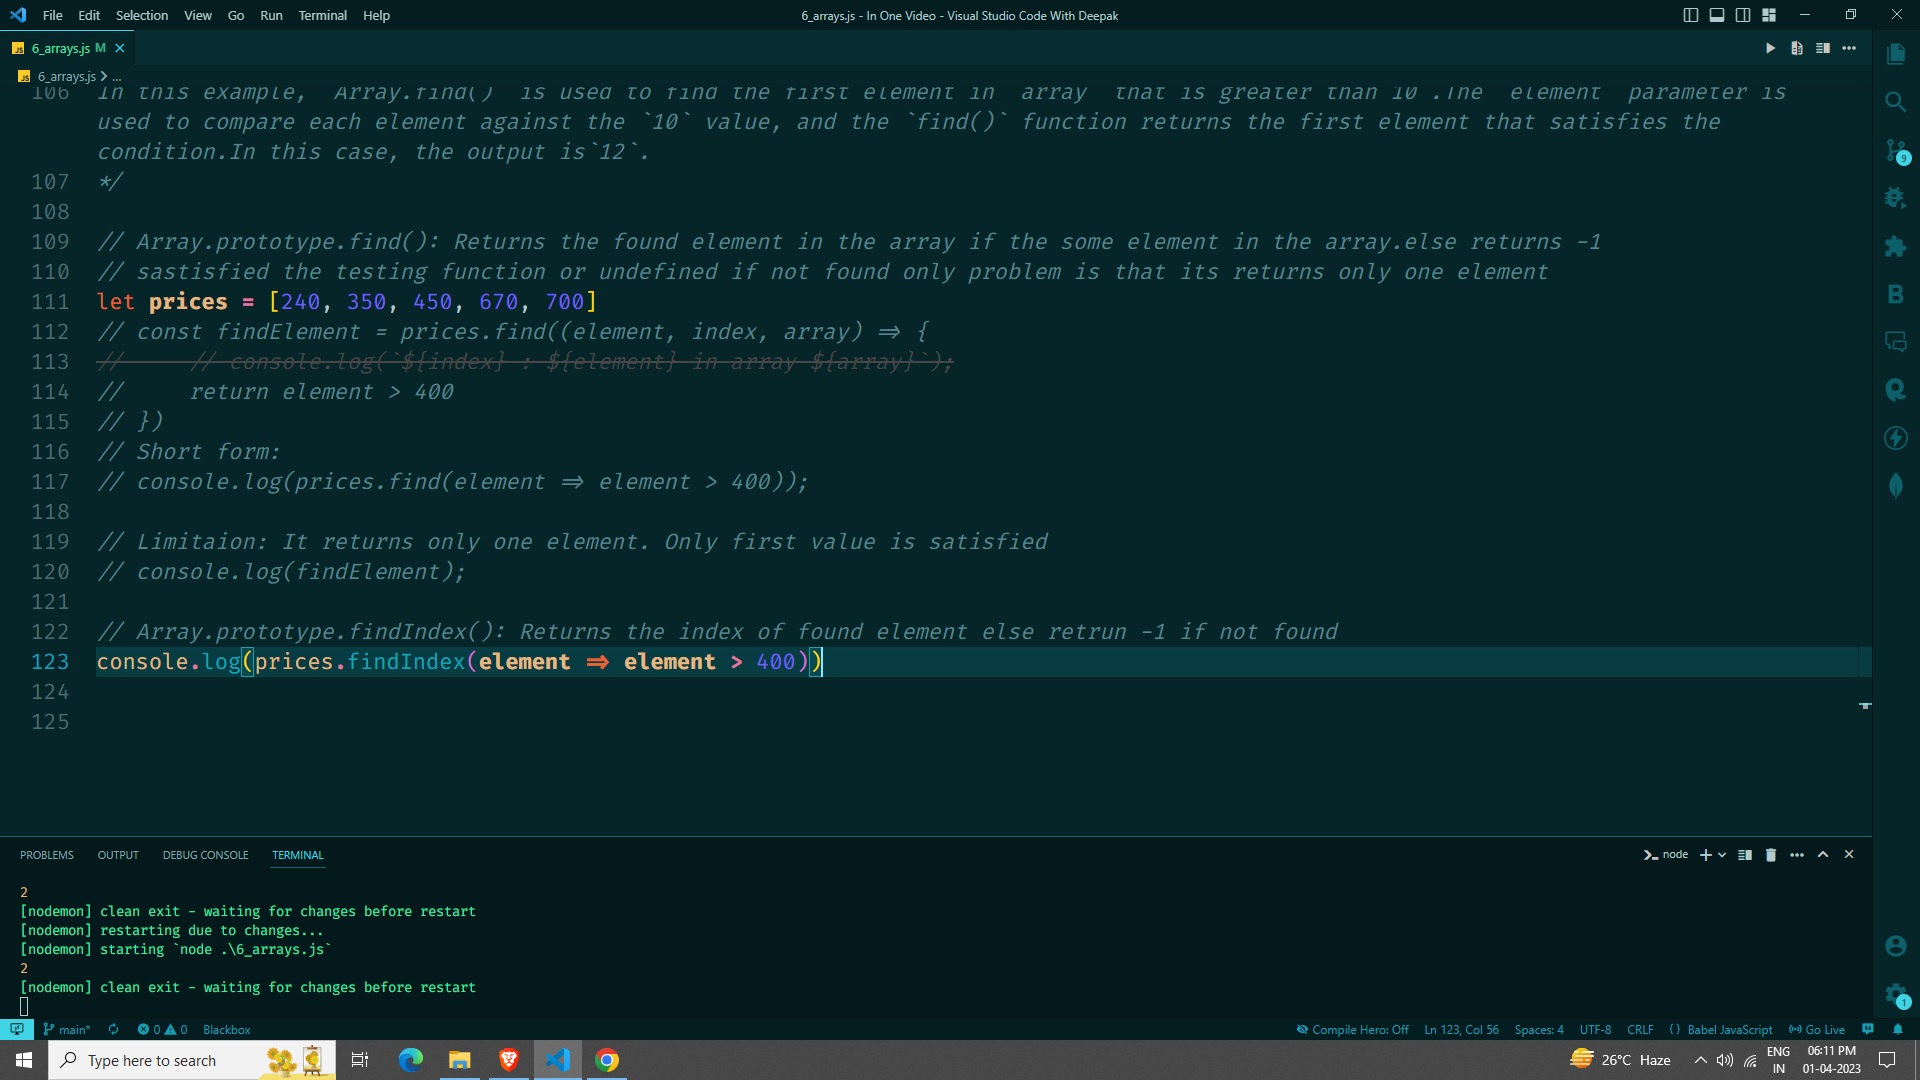 File Edit Selection View Go Run Terminal Help
6_arrays.js - In One Video - Visual Studio Code With Deepak
JS 6_arrays.js M
JS 6_arrays.js > ...
106 In this example, `Array.find()` is used to find the first element in `array` that is greater than 10`.The `element` parameter is
used to compare each element against the `10` value, and the `find()` function returns the first element that satisfies the
condition.In this case, the output is`12`.
107 */
108
109 // Array.prototype.find(): Returns the found element in the array if the some element in the array.else returns -1
110 // sastisfied the testing function or undefined if not found only problem is that its returns only one element
111 let prices = [240, 350, 450, 670, 700]
112 // const findElement = prices.find((element, index, array) => {
113 //     // console.log(`${index} : ${element} in array ${array}`);
114 //     return element > 400
115 // })
116 // Short form:
117 // console.log(prices.find(element => element > 400));
118
119 // Limitaion: It returns only one element. Only first value is satisfied
120 // console.log(findElement);
121
122 // Array.prototype.findIndex(): Returns the index of found element else retrun -1 if not found
123 console.log(prices.findIndex(element => element > 400))
124
125
PROBLEMS OUTPUT DEBUG CONSOLE TERMINAL
node
2
[nodemon] clean exit - waiting for changes before restart
[nodemon] restarting due to changes...
[nodemon] starting `node .\6_arrays.js`
2
[nodemon] clean exit - waiting for changes before restart
main* 0 0 Blackbox
Compile Hero: Off Ln 123, Col 56 Spaces: 4 UTF-8 CRLF { } Babel JavaScript Go Live
9
B
1
Type here to search
26°C Haze
ENG
IN
06:11 PM
01-04-2023